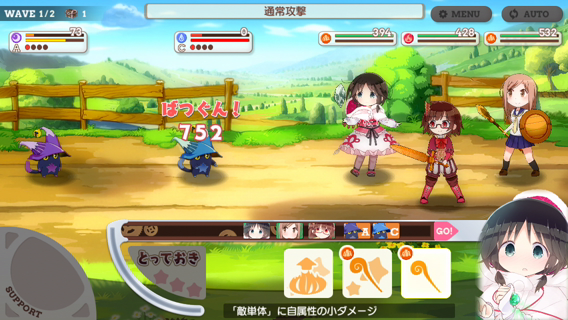 WAVE 1/2 1
通常攻撃
MENU
AUTO
73
0
394
428
532
A
C
ばつぐん!
752
A
C
GO!
とっておき
SUPPORT
「敵単体」に自属性の小ダメージ